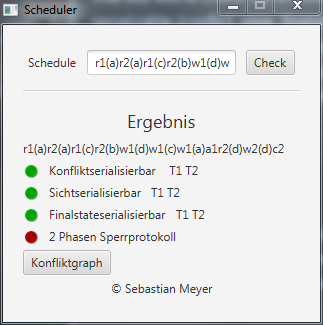 Scheduler
Schedule r1(a)r2(a)r1(c)r2(b)w1(d)w Check
Ergebnis
r1(a)r2(a)r1(c)r2(b)w1(d)w1(c)w1(a)a1r2(d)w2(d)c2
Konfliktserialisierbar T1 T2
Sichtserialisierbar T1 T2
Finalstateserialisierbar T1 T2
2 Phasen Sperrprotokoll
Konfliktgraph
© Sebastian Meyer